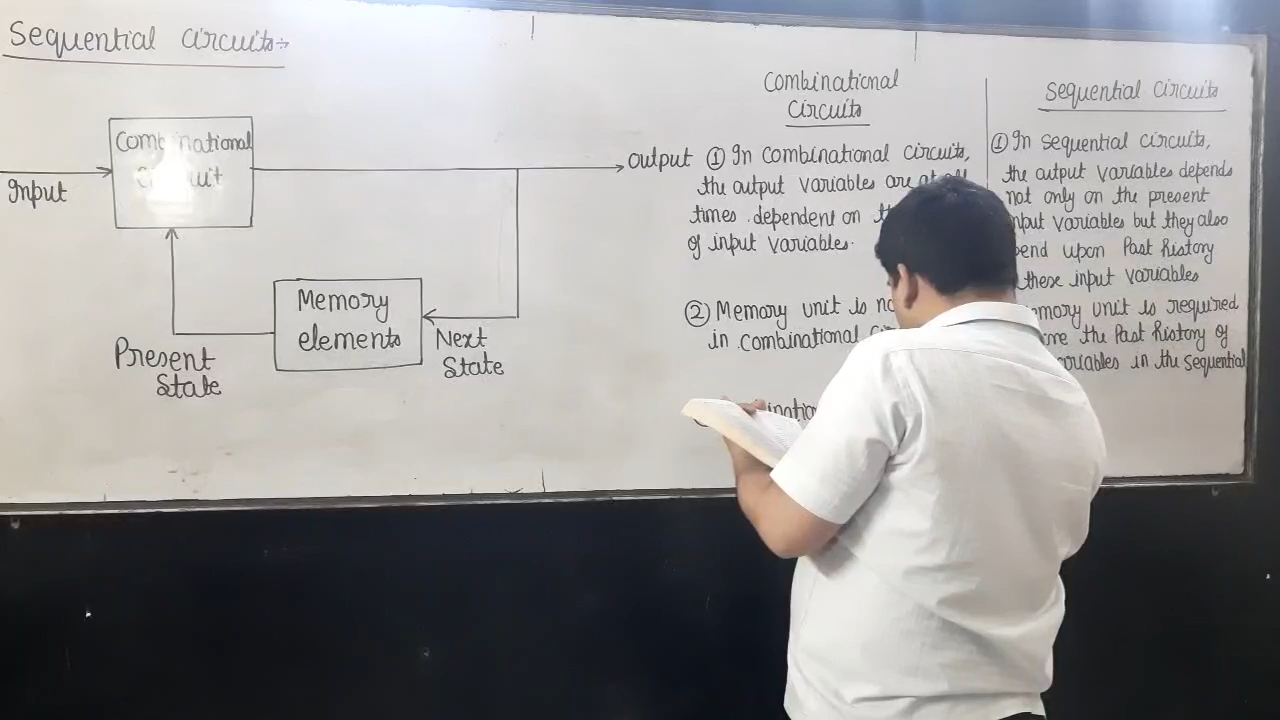 Sequential Circuits:-
Combinational
Circuit
Input
Output
Memory
elements
Next
State
Present
State
Combinational
Circuits
① In Combinational Circuits,
the output variables are at all
times dependent on
of input variables.
② Memory unit is
in combinational
Sequential Circuits
① In sequential circuits,
the output variables depends
not only on the present
input variables but they also
upon Past history
these input variables
unit is required
the Past history of
in the sequential